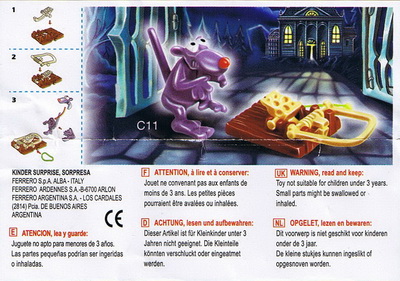 1
2
3
C11
KINDER SURPRISE, SORPRESA
FERRERO S.p.A. ALBA - ITALY
FERRERO ARDENNES S.A.-B-6700 ARLON
FERRERO ARGENTINA S.A. - LOS CARDALES
(2814) Pcia. DE BUENOS AIRES
ARGENTINA
CE
E ATENCION, lea y guarde:
Juguete no apto para menores de 3 años.
Las partes pequeñas podrían ser ingeridas
o inhaladas.
F ATTENTION, à lire et à conserver:
Jouet ne convenant pas aux enfants de
moins de 3 ans. Les petites pièces
pourraient être avalées ou inhalées.
D ACHTUNG, lesen und aufbewahren:
Dieser Artikel ist für Kleinkinder unter 3
Jahren nicht geeignet. Die Kleinteile
könnten verschluckt oder eingeatmet
werden.
UK WARNING, read and keep:
Toy not suitable for children under 3 years.
Small parts might be swallowed or
inhaled.
NL OPGELET, lezen en bewaren:
Dit voorwerp is niet geschikt voor kinderen
onder de 3 jaar.
De kleine stukjes kunnen ingeslikt of
opgesnoven worden.